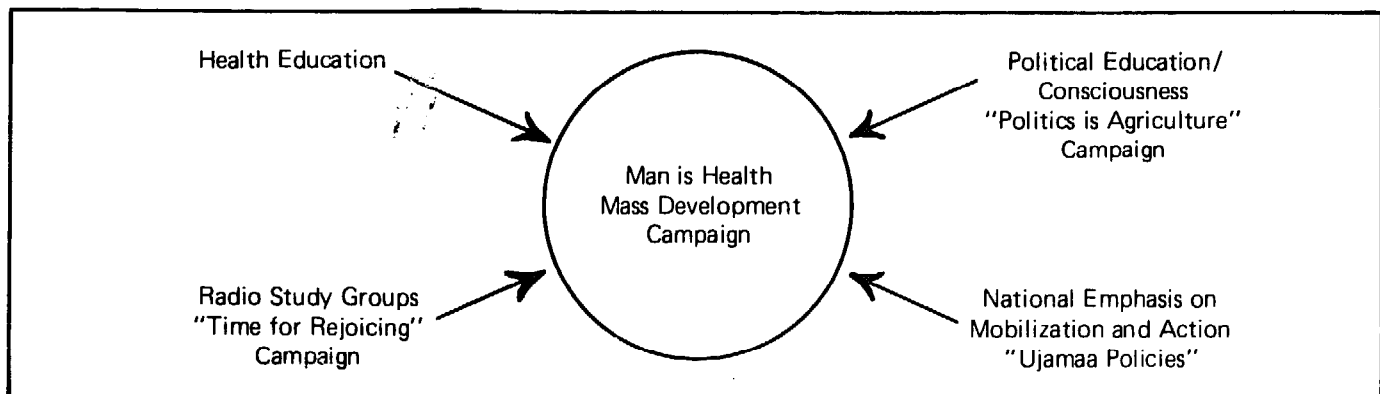 Health Education
Political Education/
Consciousness
"Politics is Agriculture"
Campaign
Man is Health
Mass Development
Campaign
Radio Study Groups
"Time for Rejoicing"
Campaign
National Emphasis on
Mobilization and Action
"Ujamaa Policies"